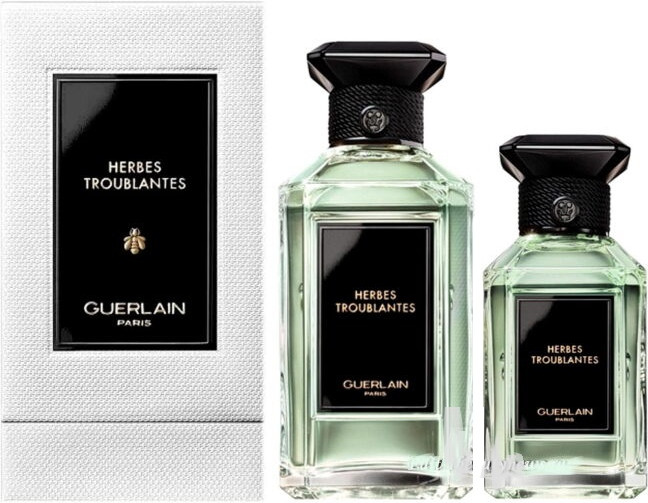 HERBES
TROUBLANTES
GUERLAIN
PARIS
HERBES
TROUBLANTES
GUERLAIN
PARIS
HERBES
TROUBLANTES
GUERLAIN
PARIS